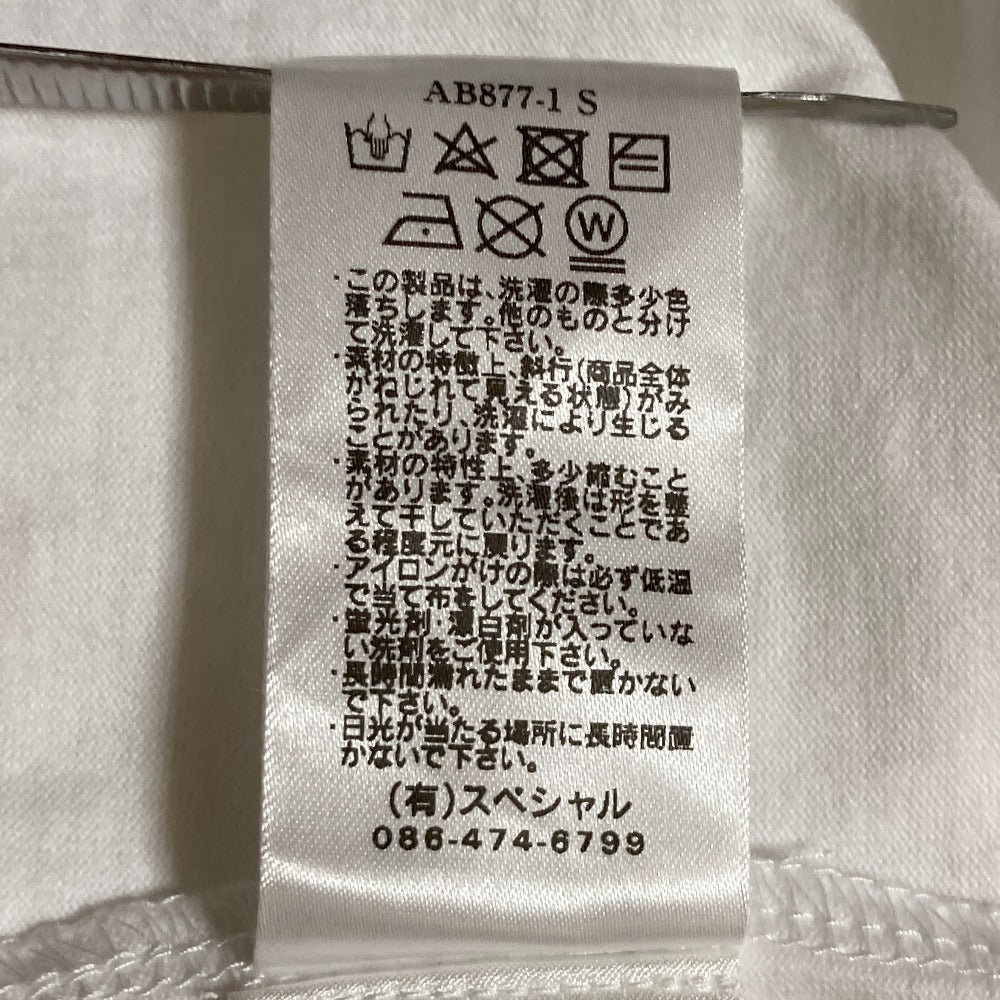 AB877-1 S
W
・この製品は、洗濯の際多少色
落ちします。他のものと分け
て洗濯して下さい。
・素材の特徴上、斜行(商品全体
がねじれて見える状態)がみ
られたり、洗濯により生じる
ことがあります。
・素材の特性上、多少縮むこと
があります。洗濯後は形を整
えて干していただくことであ
る程度元に戻ります。
・アイロンがけの際は必ず低温
で当て布をしてください。
・蛍光剤・漂白剤が入っていな
い洗剤をご使用下さい。
・長時間濡れたままで置かない
で下さい。
・日光が当たる場所に長時間置
かないで下さい。
(有)スペシャル
086-474-6799